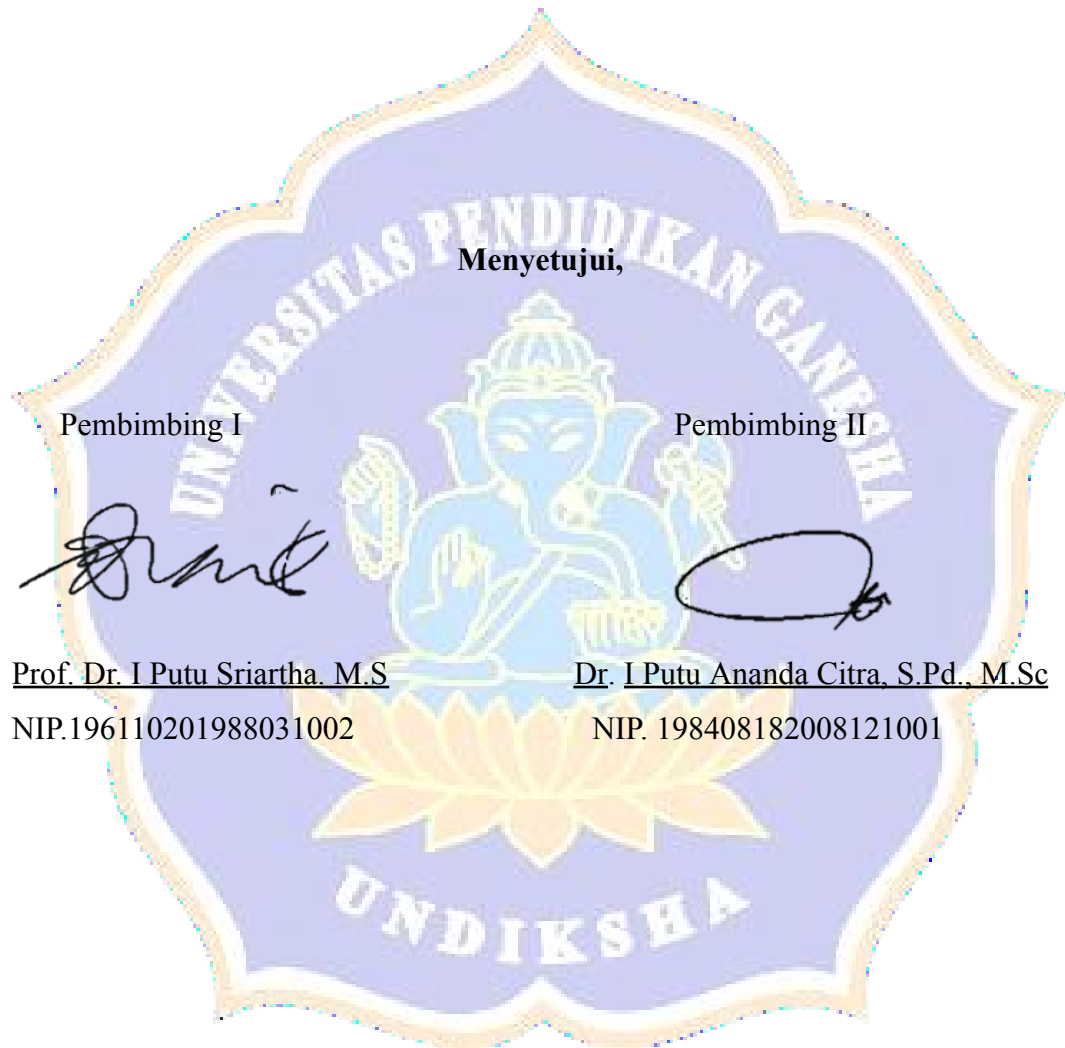 UNIVERSITAS PENDIDIKAN GANESHA
Menyetujui,
Pembimbing I Pembimbing II
Prof. Dr. I Putu Sriartha. M.S Dr. I Putu Ananda Citra, S.Pd., M.Sc
NIP.196110201988031002 NIP. 198408182008121001
UNDIKSHA